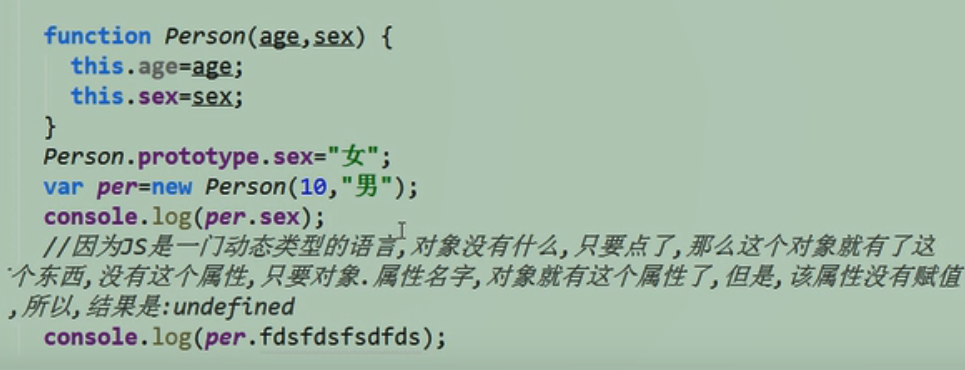 function Person(age,sex) {
this.age=age;
this.sex=sex;
}
Person.prototype.sex="女";
var per=new Person(10,"男");
console.log(per.sex);
//因为JS是一门动态类型的语言,对象没有什么,只要点了,那么这个对象就有了这
个东西,没有这个属性,只要对象.属性名字,对象就有这个属性了,但是,该属性没有赋值
,所以,结果是:undefined
console.log(per.fdsfdsfsdfds);